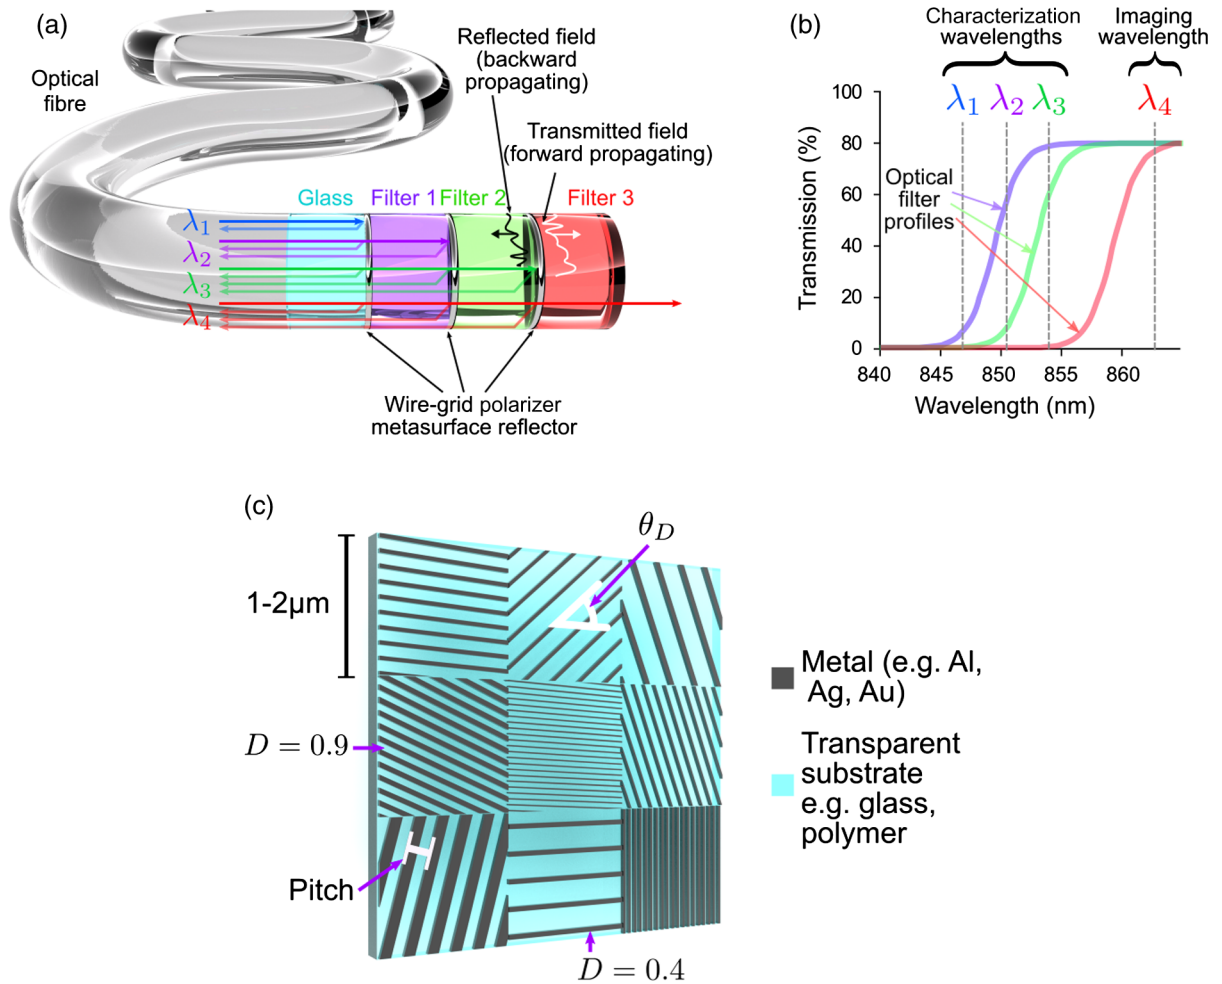 (a)
Optical
fibre
Reflected field
(backward
propagating)
Transmitted field
(forward propagating)
Glass
Filter 1
Filter 2
Filter 3
λ1
λ2
λ3
λ4
Wire-grid polarizer
metasurface reflector
(b)
Characterization
wavelengths
Imaging
wavelength
λ1
λ2
λ3
λ4
Transmission (%)
100
80
60
40
20
0
Optical
filter
profiles
840
845
850
855
860
Wavelength (nm)
(c)
θD
1-2μm
D = 0.9
Pitch
D = 0.4
Metal (e.g. Al,
Ag, Au)
Transparent
substrate
e.g. glass,
polymer